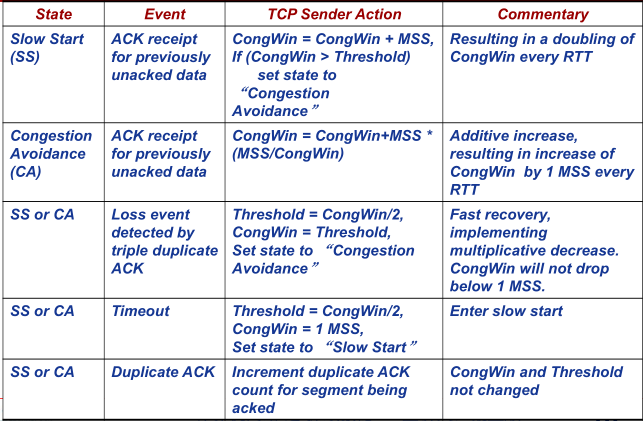 State Event TCP Sender Action Commentary
Slow Start
(SS)
ACK receipt
for previously
unacked data
CongWin = CongWin + MSS,
If (CongWin > Threshold)
set state to
“Congestion
Avoidance”
Resulting in a doubling of
CongWin every RTT
Congestion
Avoidance
(CA)
ACK receipt
for previously
unacked data
CongWin = CongWin+MSS *
(MSS/CongWin)
Additive increase,
resulting in increase of
CongWin by 1 MSS every
RTT
SS or CA
Loss event
detected by
triple duplicate
ACK
Threshold = CongWin/2,
CongWin = Threshold,
Set state to “Congestion
Avoidance”
Fast recovery,
implementing
multiplicative decrease.
CongWin will not drop
below 1 MSS.
SS or CA
Timeout
Threshold = CongWin/2,
CongWin = 1 MSS,
Set state to “Slow Start”
Enter slow start
SS or CA
Duplicate ACK
Increment duplicate ACK
count for segment being
acked
CongWin and Threshold
not changed